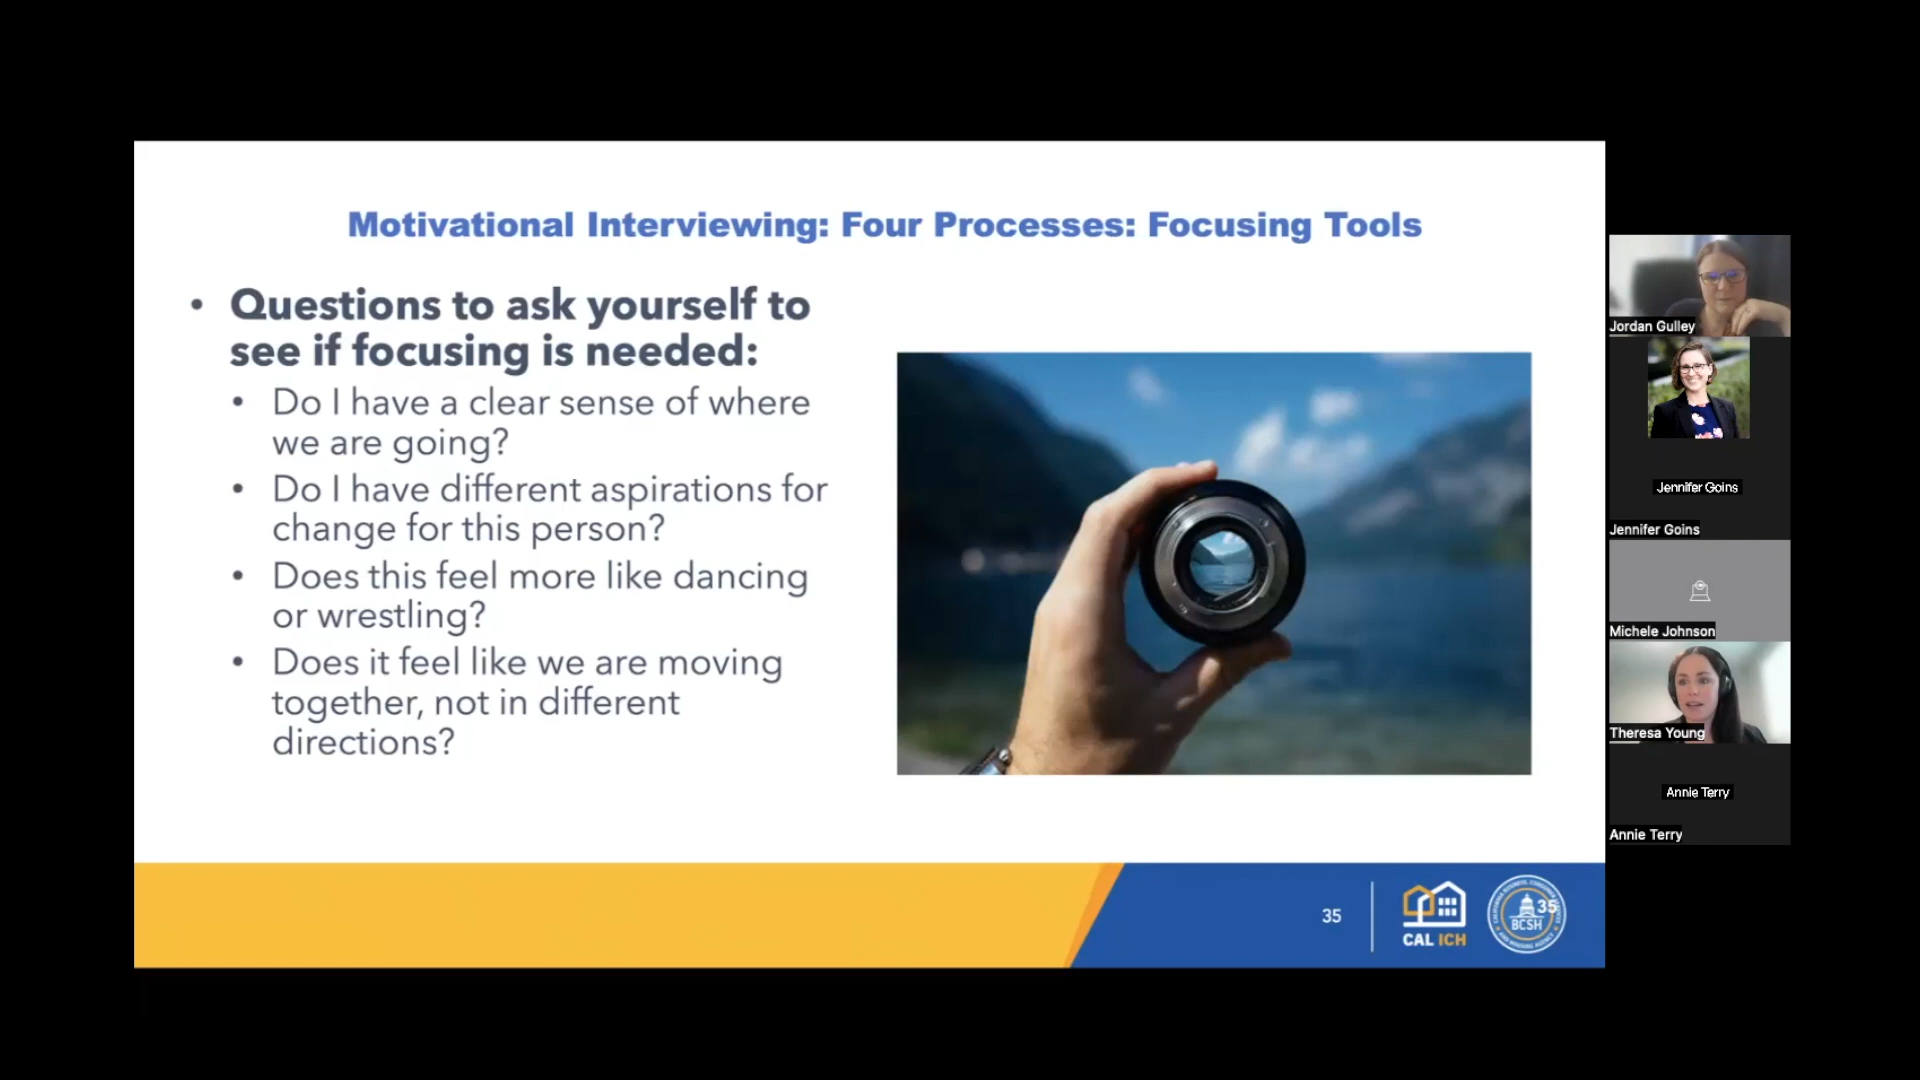 Motivational Interviewing: Four Processes: Focusing Tools
• Questions to ask yourself to
see if focusing is needed:
• Do I have a clear sense of where
we are going?
• Do I have different aspirations for
change for this person?
• Does this feel more like dancing
or wrestling?
• Does it feel like we are moving
together, not in different
directions?
35
CAL ICH
35
BCSH
Jordan Gulley
Jennifer Goins
Jennifer Goins
Michele Johnson
Theresa Young
Annie Terry
Annie Terry